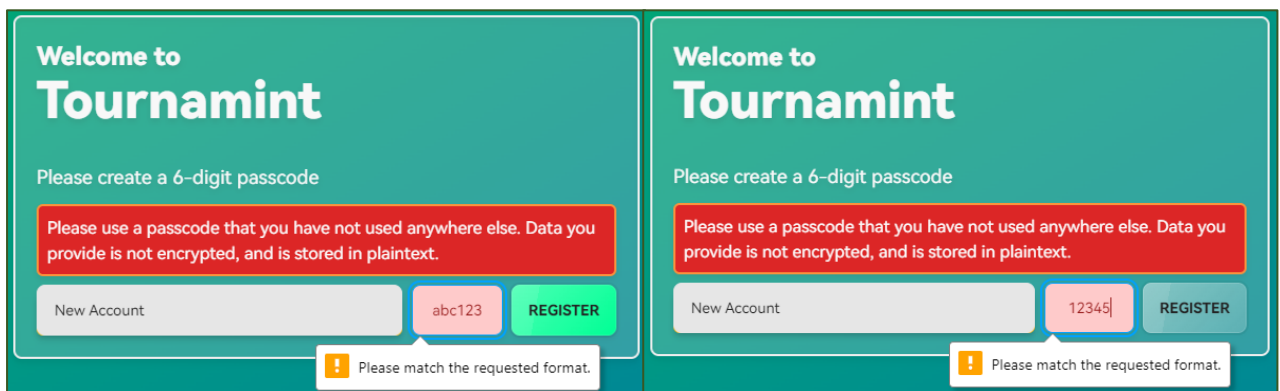 Welcome to
Tournamint
Please create a 6-digit passcode
Please use a passcode that you have not used anywhere else. Data you
provide is not encrypted, and is stored in plaintext.
New Account
abc123
REGISTER
! Please match the requested format.
Welcome to
Tournamint
Please create a 6-digit passcode
Please use a passcode that you have not used anywhere else. Data you
provide is not encrypted, and is stored in plaintext.
New Account
12345
REGISTER
! Please match the requested format.